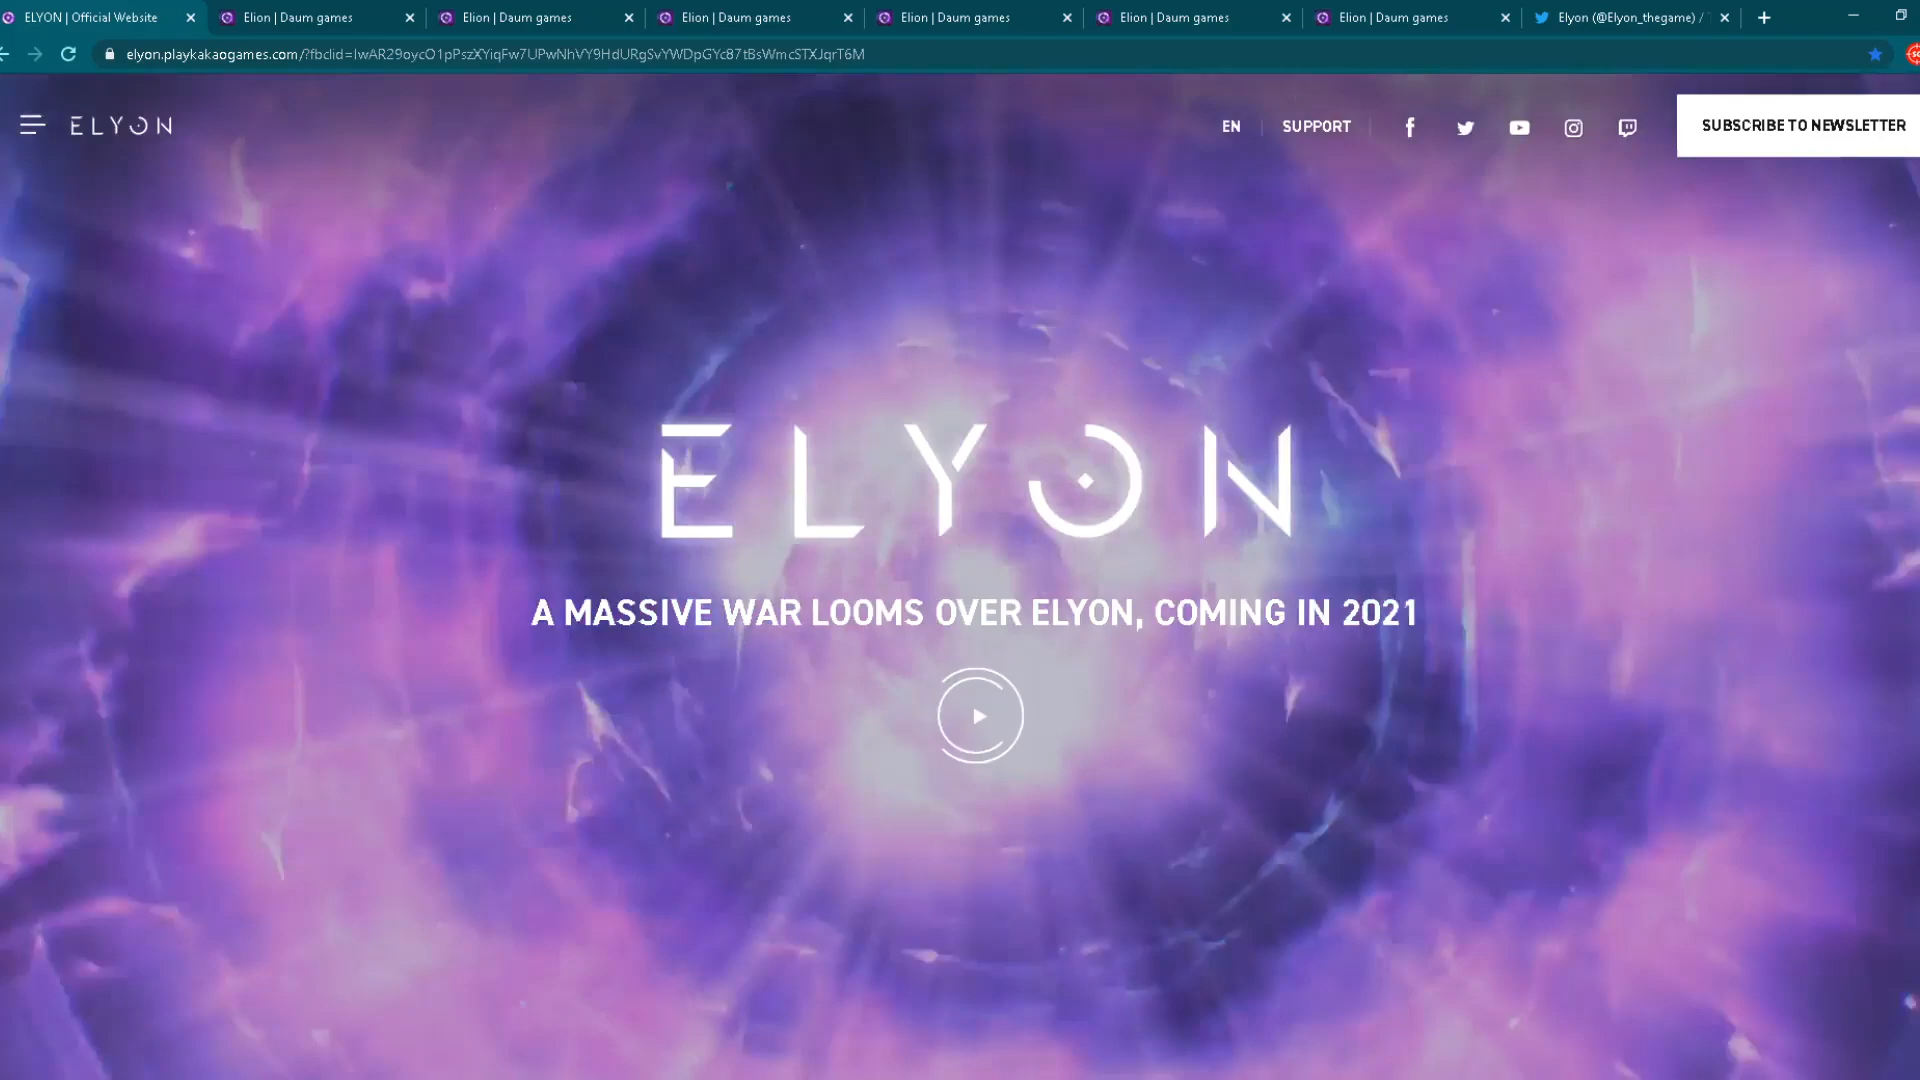 ELYON | Official Website
Elion | Daum games
Elion | Daum games
Elion | Daum games
Elion | Daum games
Elion | Daum games
Elion | Daum games
Elyon (@Elyon_thegame) /
elyon.playkakaogames.com/?fbclid=IwAR29oycO1pPszXYiqFw7UPwNhVY9HdURgSvYWDpGYc87tBsWmcSTXJqrT6M
ELYON
EN
SUPPORT
SUBSCRIBE TO NEWSLETTER
ELYON
A MASSIVE WAR LOOMS OVER ELYON, COMING IN 2021